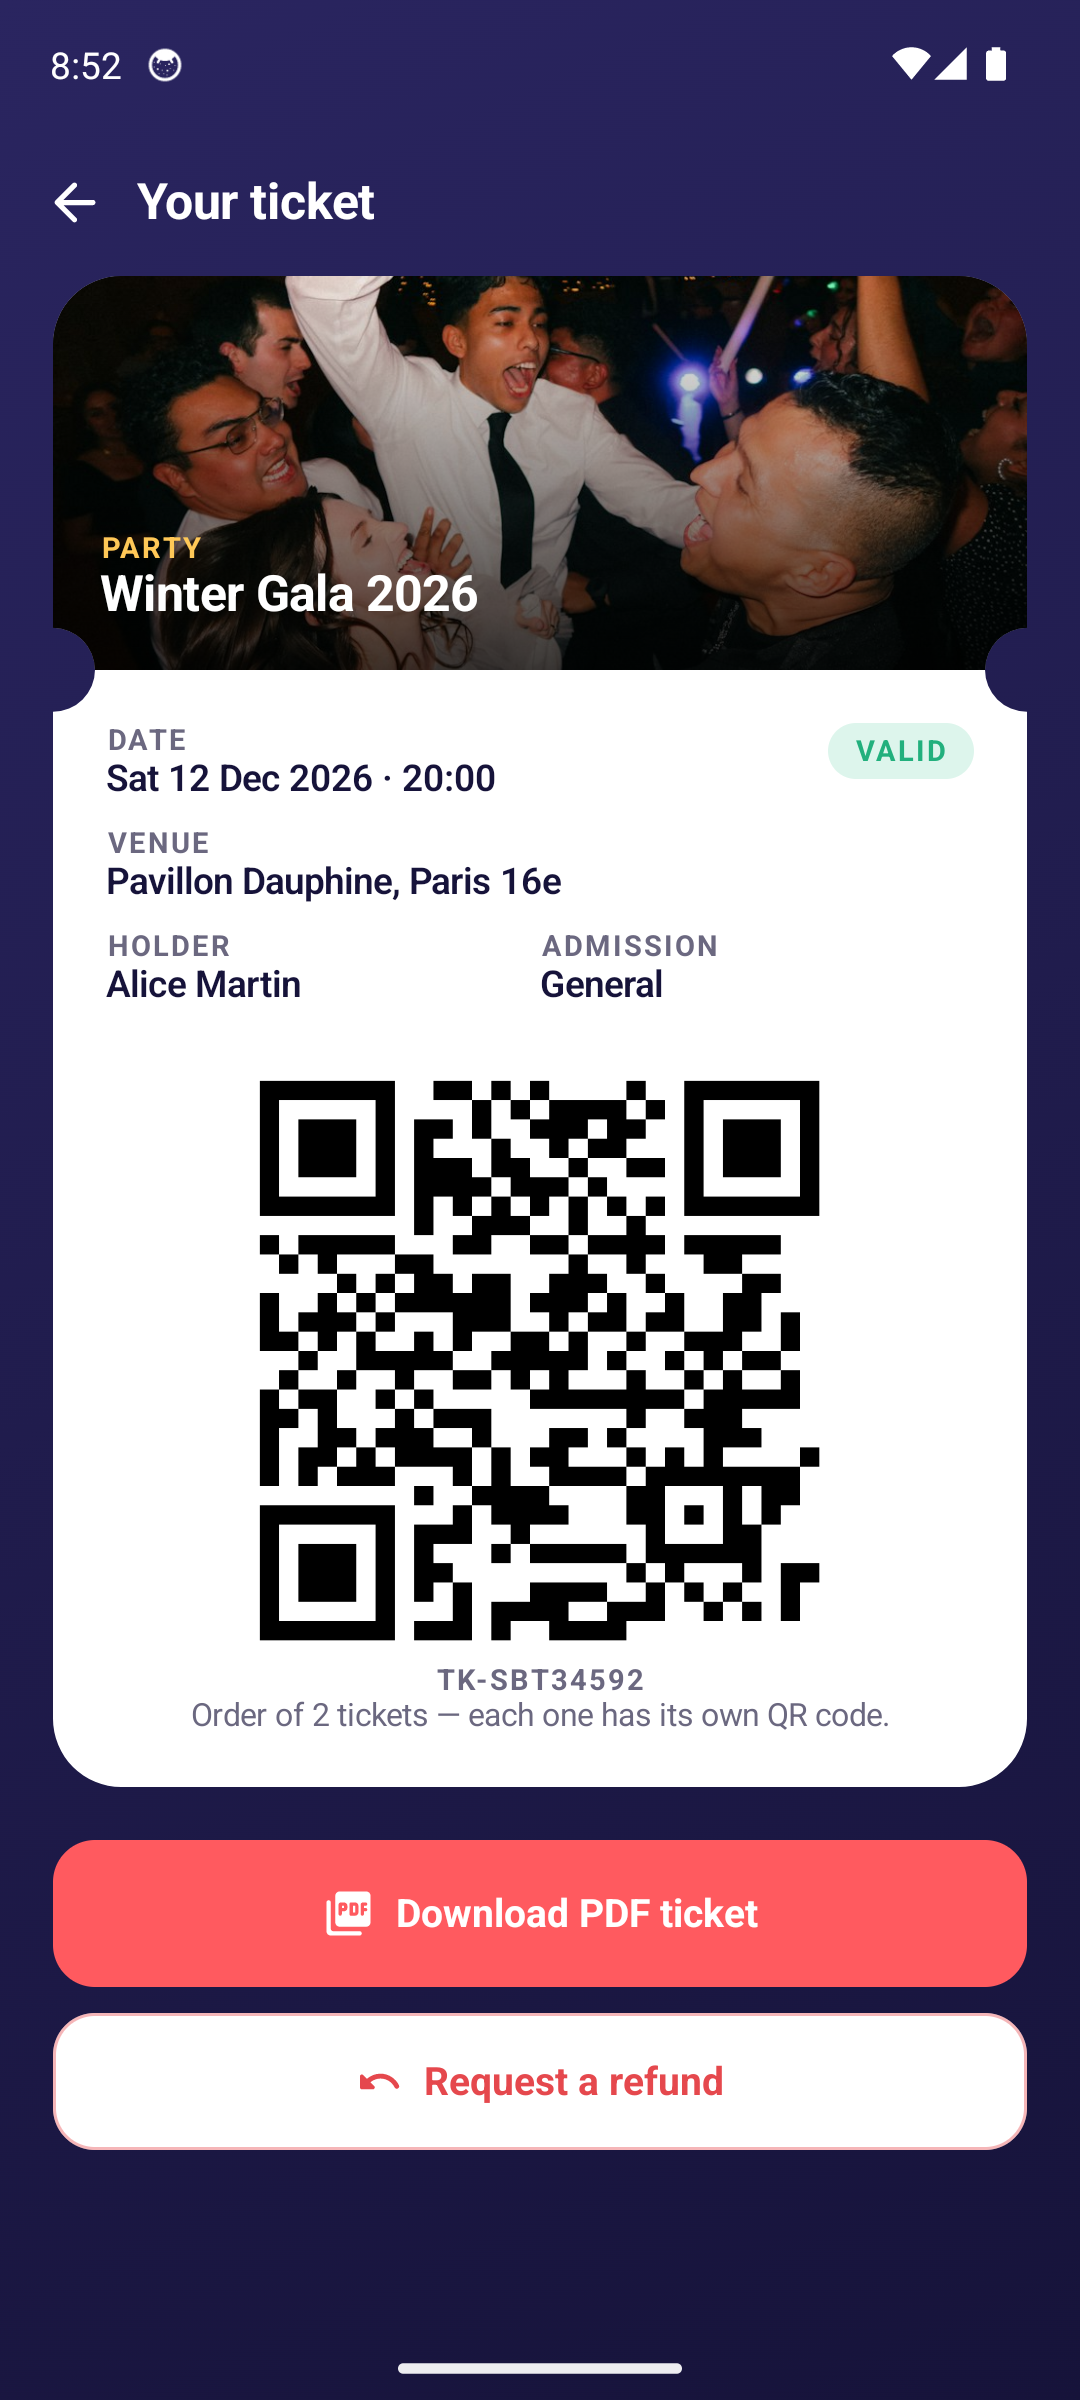 8:52
Your ticket
PARTY
Winter Gala 2026
DATE
Sat 12 Dec 2026 · 20:00
VALID
VENUE
Pavillon Dauphine, Paris 16e
HOLDER
ADMISSION
Alice Martin
General
TK-SBT34592
Order of 2 tickets — each one has its own QR code.
PDF
Download PDF ticket
Request a refund